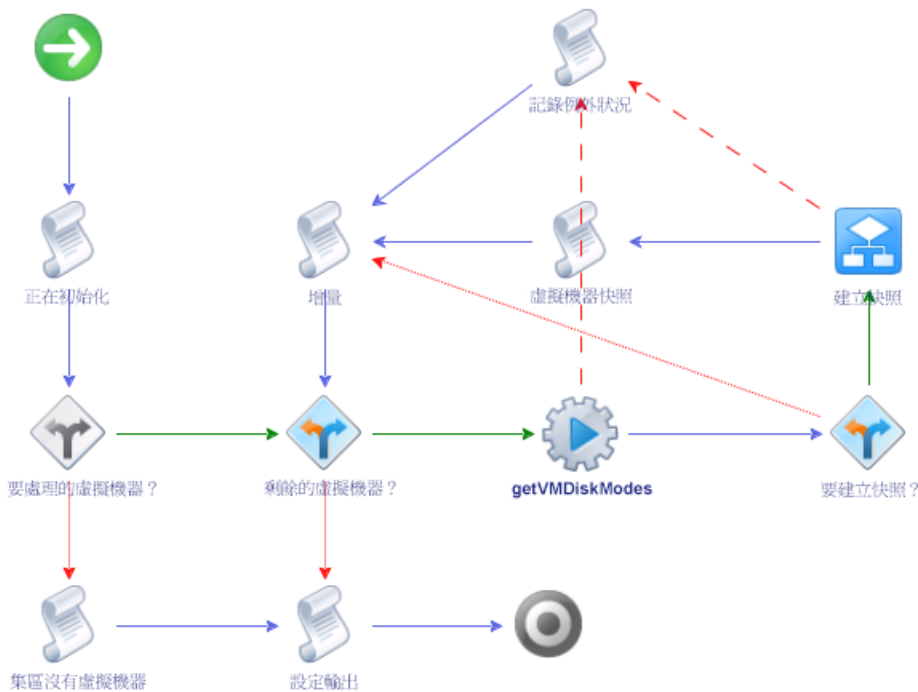 記錄例外狀況
正在初始化
增量
虛擬機器快照
建立快照
要處理的虛擬機器？
剩餘的虛擬機器？
getVMDiskModes
要建立快照？
集區沒有虛擬機器
設定輸出